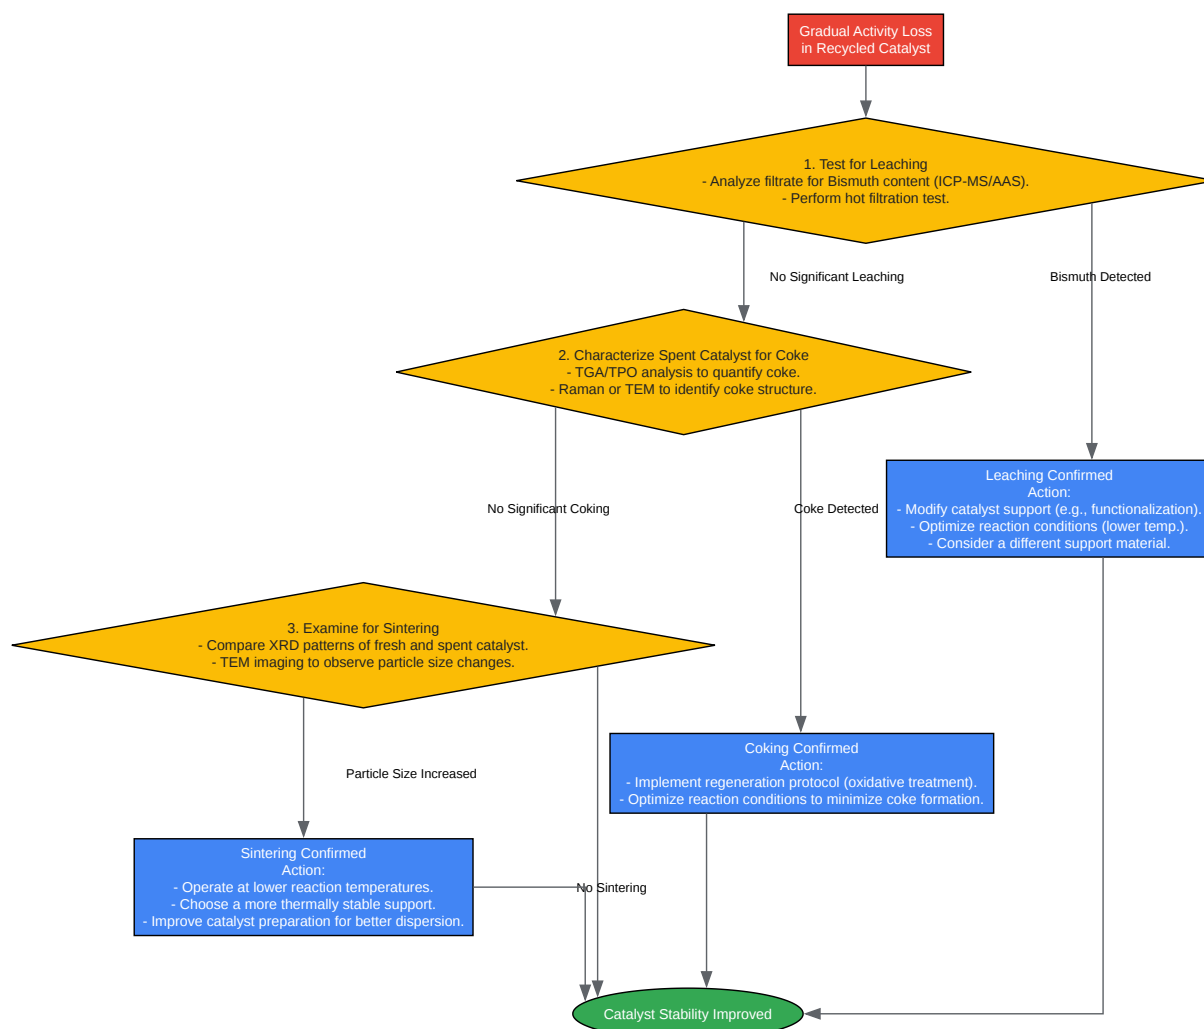 Gradual Activity Loss
in Recycled Catalyst
1. Test for Leaching
- Analyze filtrate for Bismuth content (ICP-MS/AAS).
- Perform hot filtration test.
No Significant Leaching
Bismuth Detected
2. Characterize Spent Catalyst for Coke
- TGA/TPO analysis to quantify coke.
- Raman or TEM to identify coke structure.
Leaching Confirmed
Action:
- Modify catalyst support (e.g., functionalization).
- Optimize reaction conditions (lower temp.).
- Consider a different support material.
No Significant Coking
Coke Detected
3. Examine for Sintering
- Compare XRD patterns of fresh and spent catalyst.
- TEM imaging to observe particle size changes.
Coking Confirmed
Action:
- Implement regeneration protocol (oxidative treatment).
- Optimize reaction conditions to minimize coke formation.
Particle Size Increased
Sintering Confirmed
Action:
- Operate at lower reaction temperatures.
- Choose a more thermally stable support.
- Improve catalyst preparation for better dispersion.
No Sintering
Catalyst Stability Improved